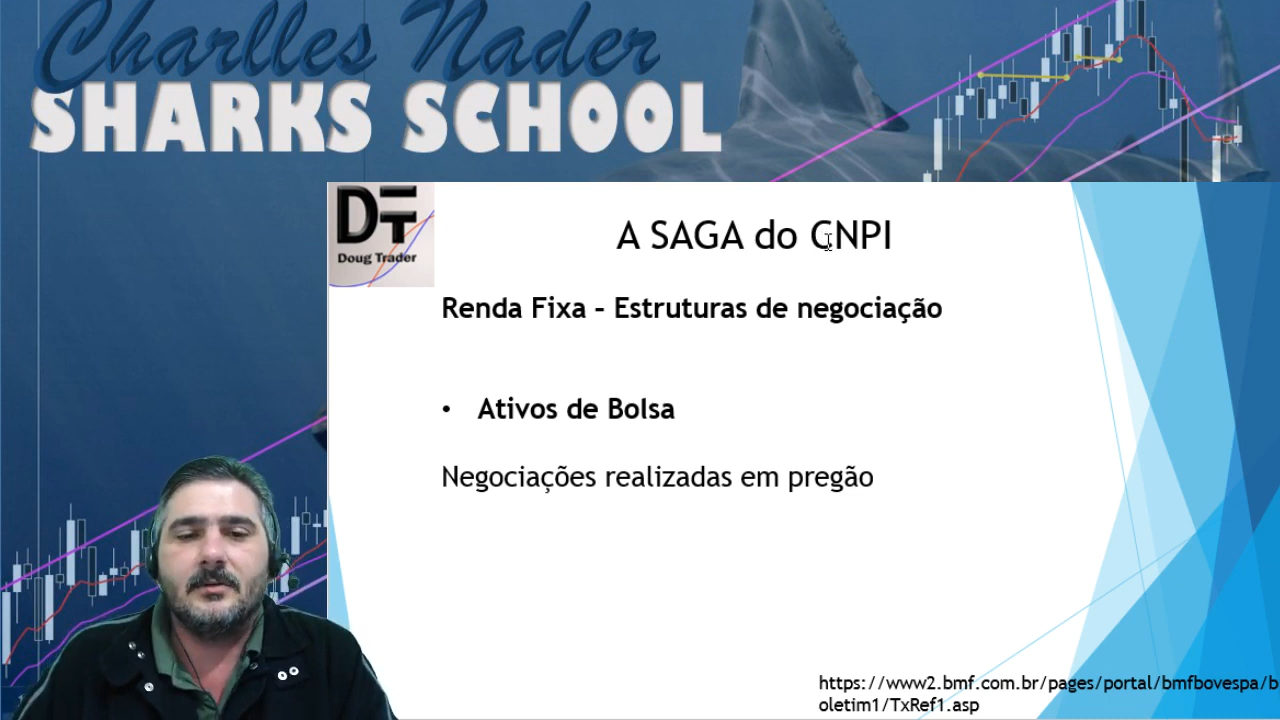 Charlles Nader
SHARKS SCHOOL
DT
Doug Trader
A SAGA do CNPI
Renda Fixa – Estruturas de negociação
• Ativos de Bolsa
Negociações realizadas em pregão
https://www2.bmf.com.br/pages/portal/bmfbovespa/b
oletim1/TxRef1.asp